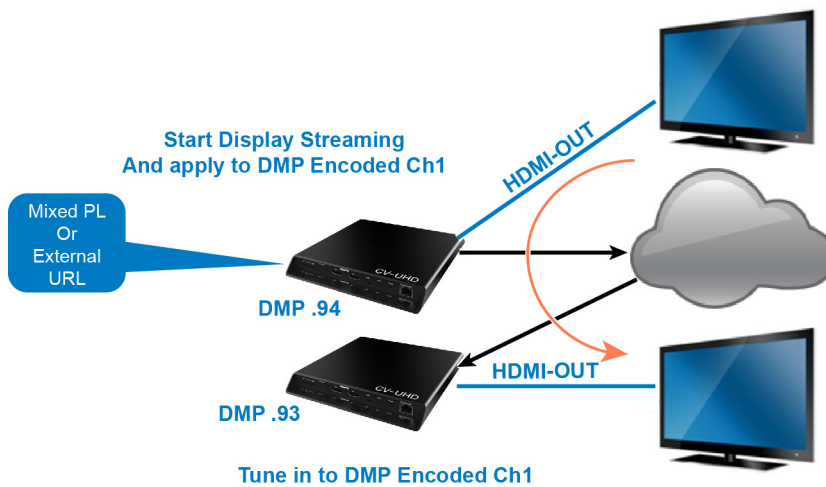 Start Display Streaming
And apply to DMP Encoded Ch1
HDMI-OUT
Mixed PL
Or
External
URL
CV-UHD
DMP .94
CV-UHD
HDMI-OUT
DMP .93
Tune in to DMP Encoded Ch1